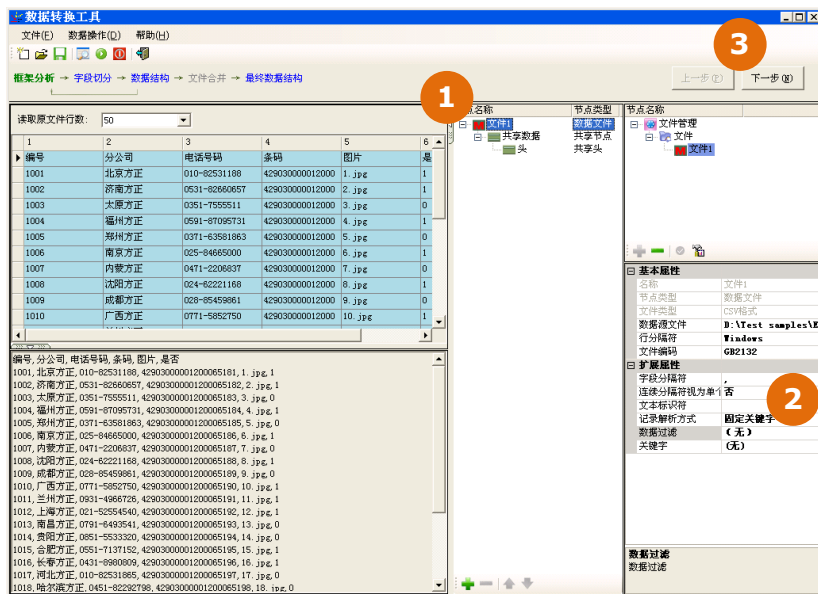 数据转换工具
文件(F) 数据操作(D) 帮助(H)
3
框架分析 → 字段切分 → 数据结构 → 文件合并 → 最终数据结构
上一步(P) 下一步(N)
1
读取原文件行数: 50
1 2 3 4 5 6
编号 分公司 电话号码 条码 图片 是
1001 北京方正 010-82531188 429030000012000 1.jpg 1
1002 济南方正 0531-82660657 429030000012000 2.jpg 1
1003 太原方正 0351-7555511 429030000012000 3.jpg 0
1004 福州方正 0591-87095731 429030000012000 4.jpg 1
1005 郑州方正 0371-63581863 429030000012000 5.jpg 0
1006 南京方正 025-84665000 429030000012000 6.jpg 1
1007 内蒙方正 0471-2206837 429030000012000 7.jpg 0
1008 沈阳方正 024-62221168 429030000012000 8.jpg 1
1009 成都方正 028-85459861 429030000012000 9.jpg 0
1010 广西方正 0771-5852750 429030000012000 10.jpg 1
编号,分公司,电话号码,条码,图片,是否
1001,北京方正,010-82531188,4290300001200065181,1.jpg,1
1002,济南方正,0531-82660657,4290300001200065182,2.jpg,1
1003,太原方正,0351-7555511,4290300001200065183,3.jpg,0
1004,福州方正,0591-87095731,4290300001200065184,4.jpg,1
1005,郑州方正,0371-63581863,4290300001200065185,5.jpg,0
1006,南京方正,025-84665000,4290300001200065186,6.jpg,1
1007,内蒙方正,0471-2206837,4290300001200065187,7.jpg,0
1008,沈阳方正,024-62221168,4290300001200065188,8.jpg,1
1009,成都方正,028-85459861,4290300001200065189,9.jpg,0
1010,广西方正,0771-5852750,4290300001200065190,10.jpg,1
1011,兰州方正,0931-4966726,4290300001200065191,11.jpg,1
1012,上海方正,021-52554540,4290300001200065192,12.jpg,1
1013,南昌方正,0791-6493541,4290300001200065193,13.jpg,0
1014,贵阳方正,0851-5533320,4290300001200065194,14.jpg,0
1015,合肥方正,0551-7137152,4290300001200065195,15.jpg,1
1016,长春方正,0431-8980809,4290300001200065196,16.jpg,1
1017,河北方正,010-82531865,4290300001200065197,17.jpg,0
1018,哈尔滨方正,0451-82292798,4290300001200065198,18.jpg,0
点名称 节点类型
文件1 数据文件
共享数据 共享节点
头 共享头
节点名称
文件管理
文件
文件1
基本属性
名称 文件1
节点类型 数据文件
文件类型 CSV格式
数据源文件 D:\Test samples\E
行分隔符 Windows
文件编码 GB2132
扩展属性
字段分隔符 ,
连续分隔符视为单个 否
文本标识符
2
记录解析方式 固定关键字
数据过滤 (无)
关键字 (无)
数据过滤
数据过滤